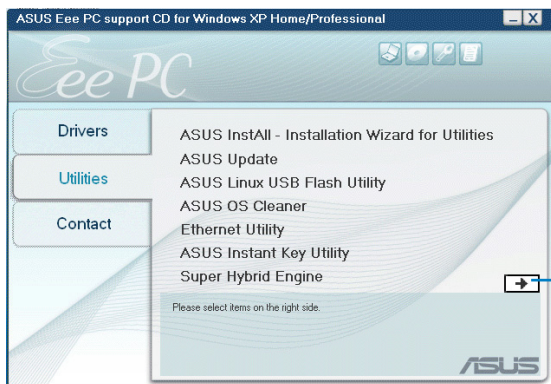 ASUS Eee PC support CD for Windows XP Home/Professional
Eee PC
Drivers
Utilities
Contact
ASUS InstAll - Installation Wizard for Utilities
ASUS Update
ASUS Linux USB Flash Utility
ASUS OS Cleaner
Ethernet Utility
ASUS Instant Key Utility
Super Hybrid Engine
Please select items on the right side.
ASUS